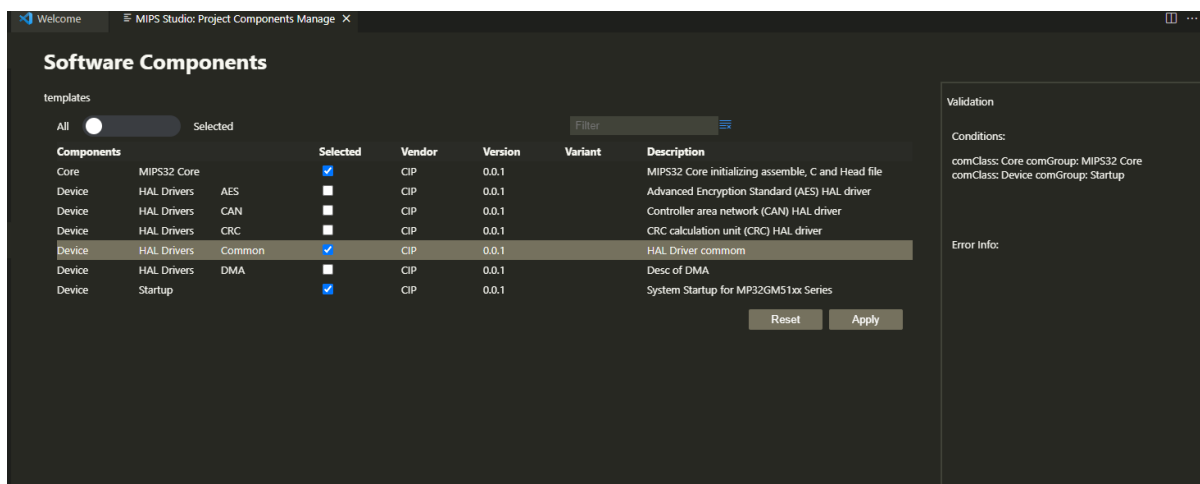 Welcome MIPS Studio: Project Components Manage
Software Components
templates
All Selected Filter
Components Selected Vendor Version Variant Description
Core MIPS32 Core CIP 0.0.1 MIPS32 Core initializing assemble, C and Head file
Device HAL Drivers AES CIP 0.0.1 Advanced Encryption Standard (AES) HAL driver
Device HAL Drivers CAN CIP 0.0.1 Controller area network (CAN) HAL driver
Device HAL Drivers CRC CIP 0.0.1 CRC calculation unit (CRC) HAL driver
Device HAL Drivers Common CIP 0.0.1 HAL Driver commom
Device HAL Drivers DMA CIP 0.0.1 Desc of DMA
Device Startup CIP 0.0.1 System Startup for MP32GM51xx Series
Reset Apply
Validation
Conditions:
comClass: Core comGroup: MIPS32 Core
comClass: Device comGroup: Startup
Error Info: